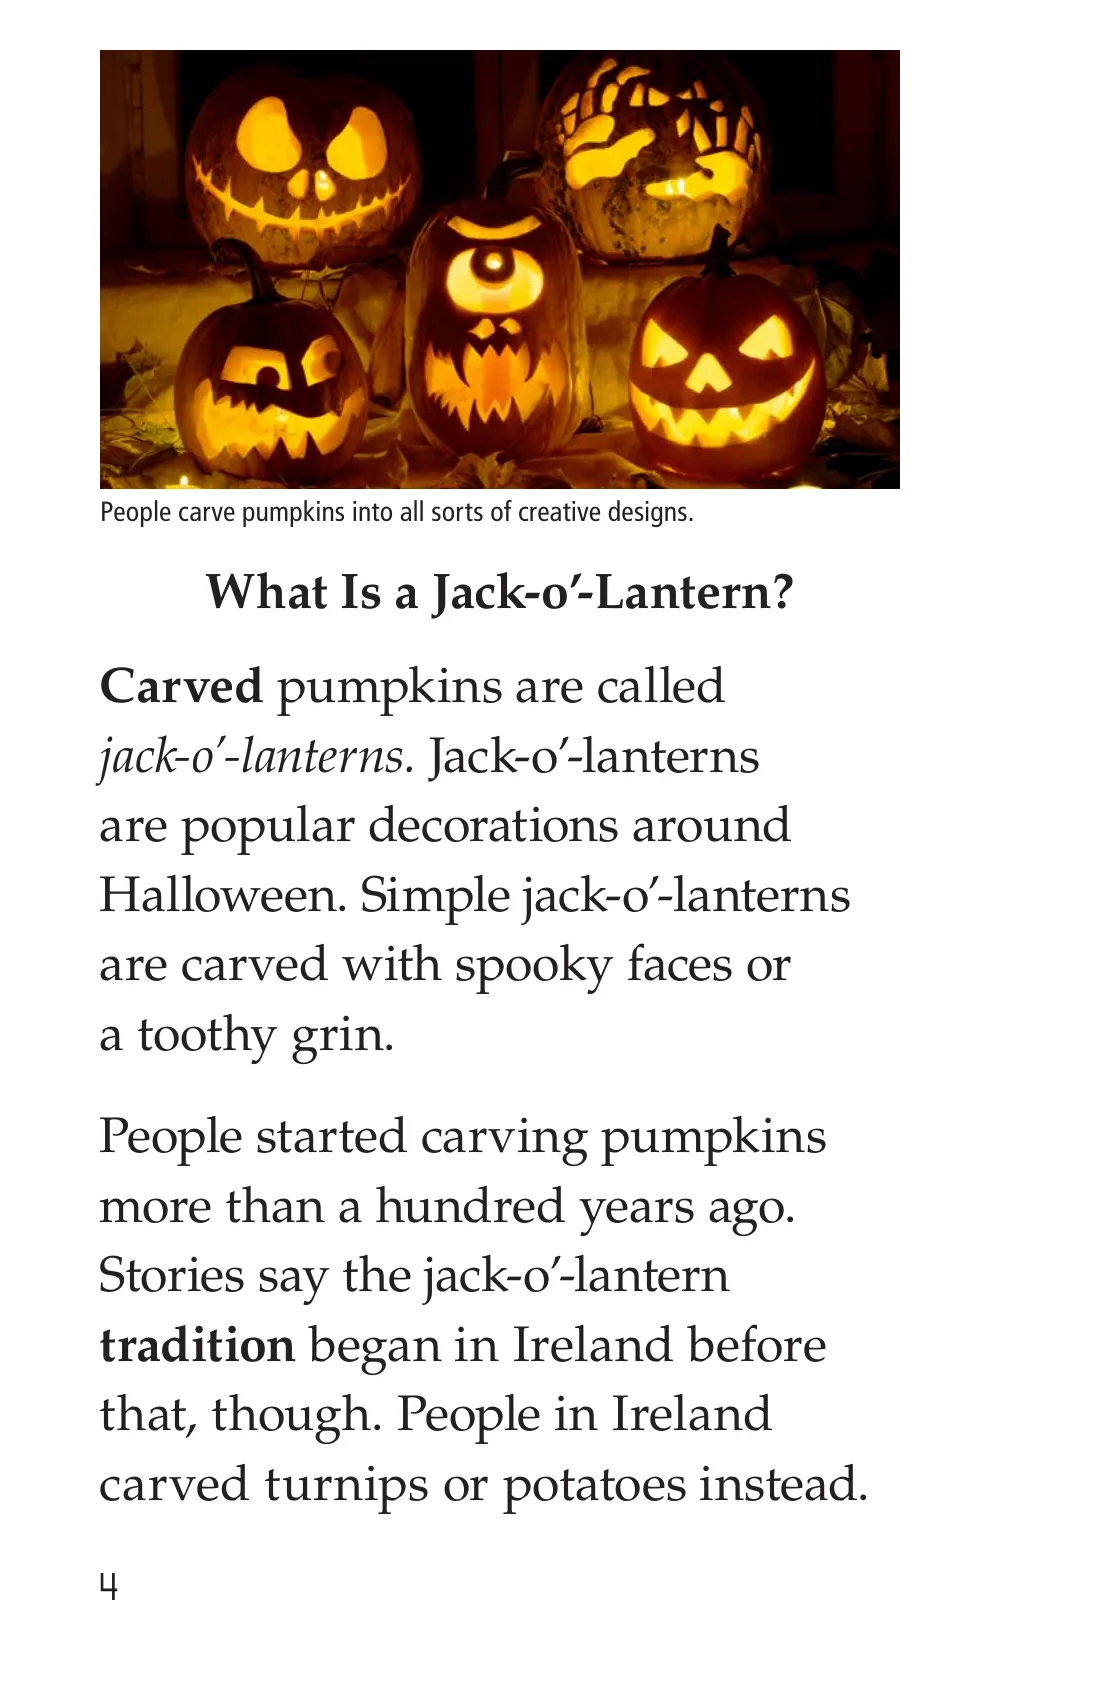 People carve pumpkins into all sorts of creative designs.
What Is a Jack-o’-Lantern?
Carved pumpkins are called
jack-o’-lanterns. Jack-o’-lanterns
are popular decorations around
Halloween. Simple jack-o’-lanterns
are carved with spooky faces or
a toothy grin.
People started carving pumpkins
more than a hundred years ago.
Stories say the jack-o’-lantern
tradition began in Ireland before
that, though. People in Ireland
carved turnips or potatoes instead.
4